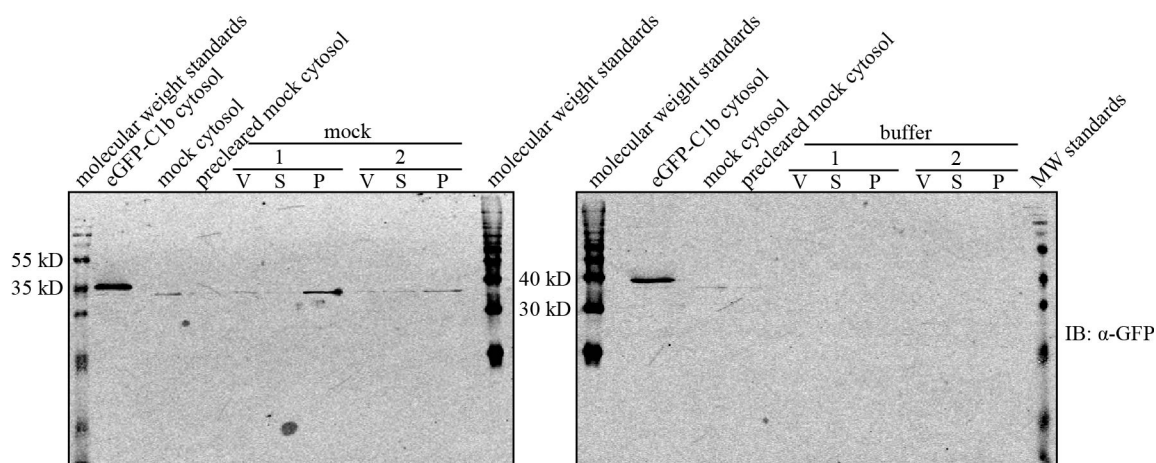 molecular weight standards
eGFP-C1b cytosol
mock cytosol
precleared mock cytosol
mock
1 2
V S P V S P
molecular weight standards
55 kD
35 kD
molecular weight standards
eGFP-C1b cytosol
mock cytosol
precleared mock cytosol
buffer
1 2
V S P V S P
MW standards
40 kD
30 kD
IB: α-GFP